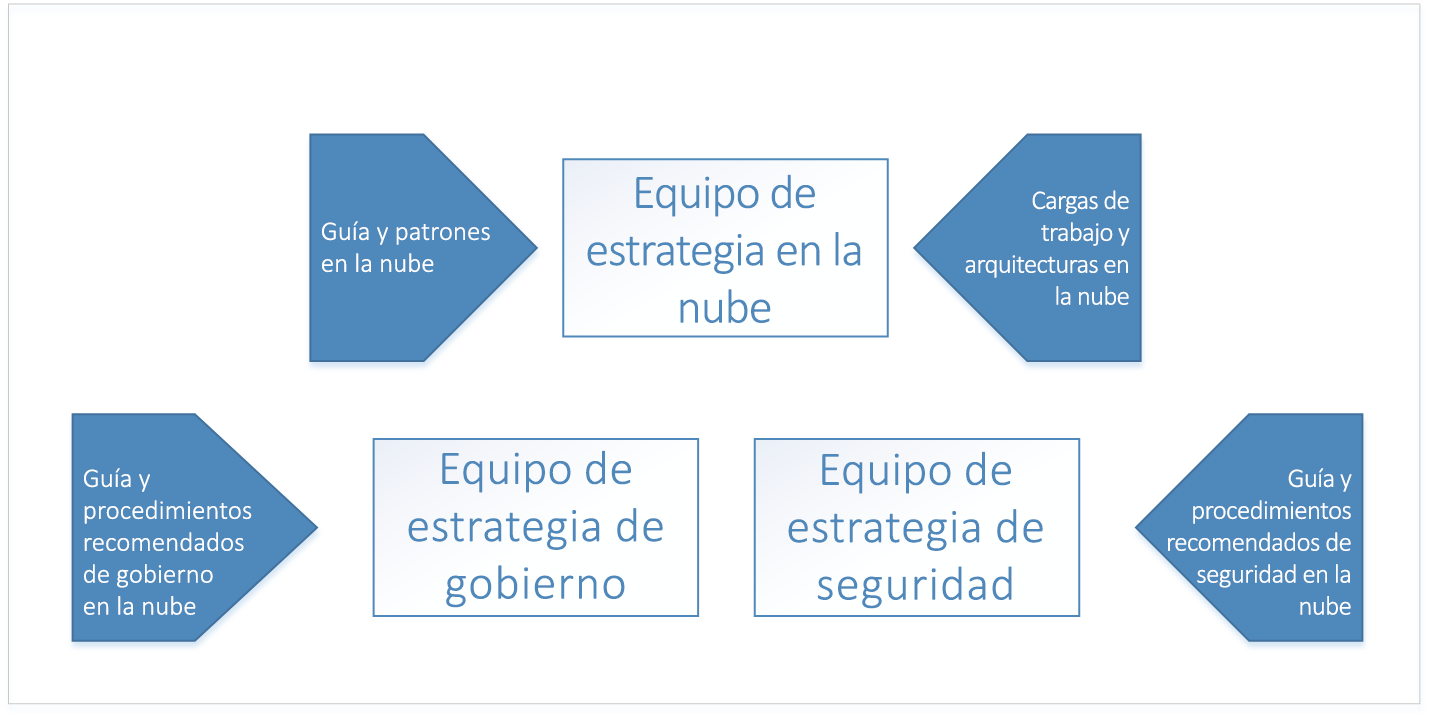 Guía y patrones
en la nube
Equipo de
estrategia en la
nube
Cargas de
trabajo y
arquitecturas en
la nube
Guía y
procedimientos
recomendados
de gobierno
en la nube
Equipo de
estrategia de
gobierno
Equipo de
estrategia de
seguridad
Guía y
procedimientos
recomendados de
seguridad en la
nube